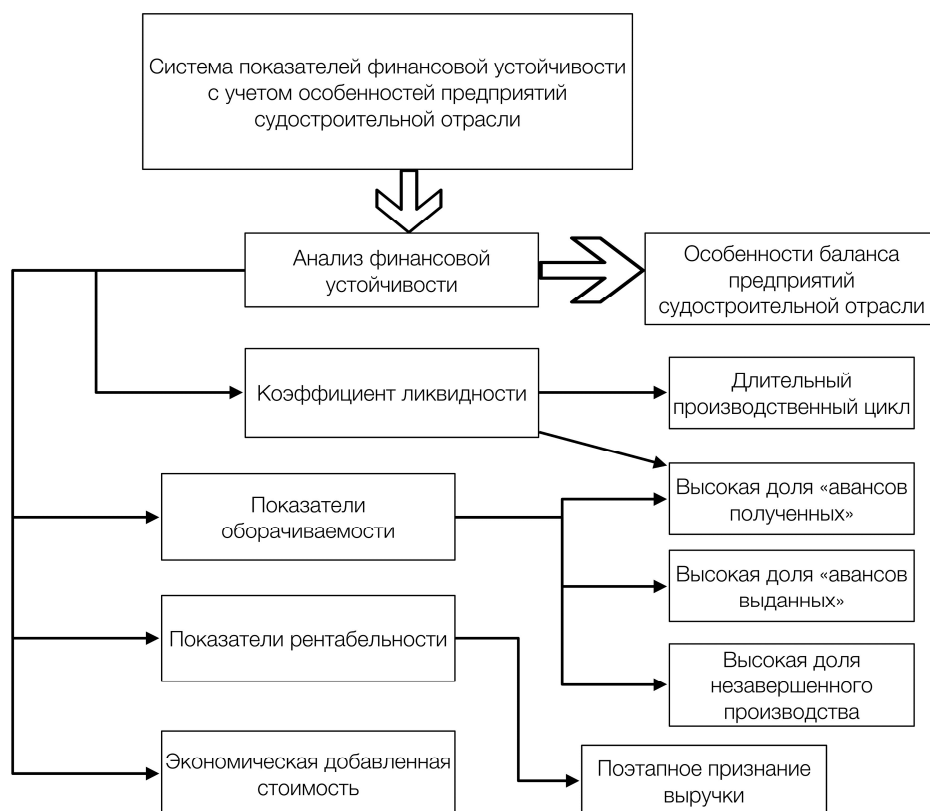 Система показателей финансовой устойчивости
с учетом особенностей предприятий
судостроительной отрасли
Анализ финансовой
устойчивости
Особенности баланса
предприятий
судостроительной отрасли
Коэффициент ликвидности
Длительный
производственный цикл
Показатели
оборачиваемости
Высокая доля «авансов
полученных»
Высокая доля «авансов
выданных»
Показатели рентабельности
Высокая доля
незавершенного
производства
Экономическая добавленная
стоимость
Поэтапное признание
выручки